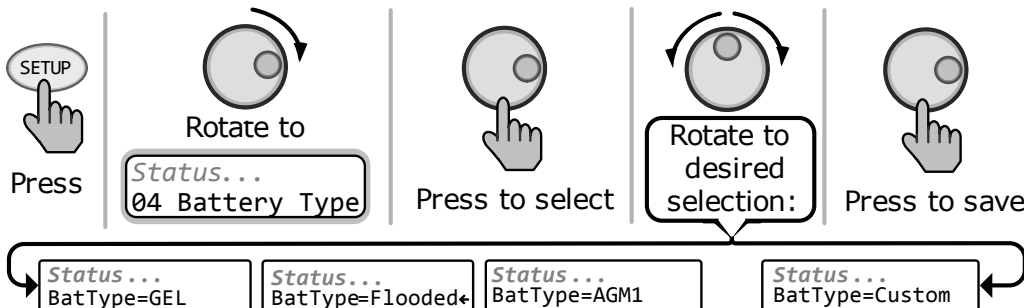 SETUP
Press
Rotate to
Status...
04 Battery Type
Press to select
Rotate to
desired
selection:
Press to save
Status...
BatType=GEL
Status...
BatType=Flooded←
Status...
BatType=AGM1
Status...
BatType=Custom